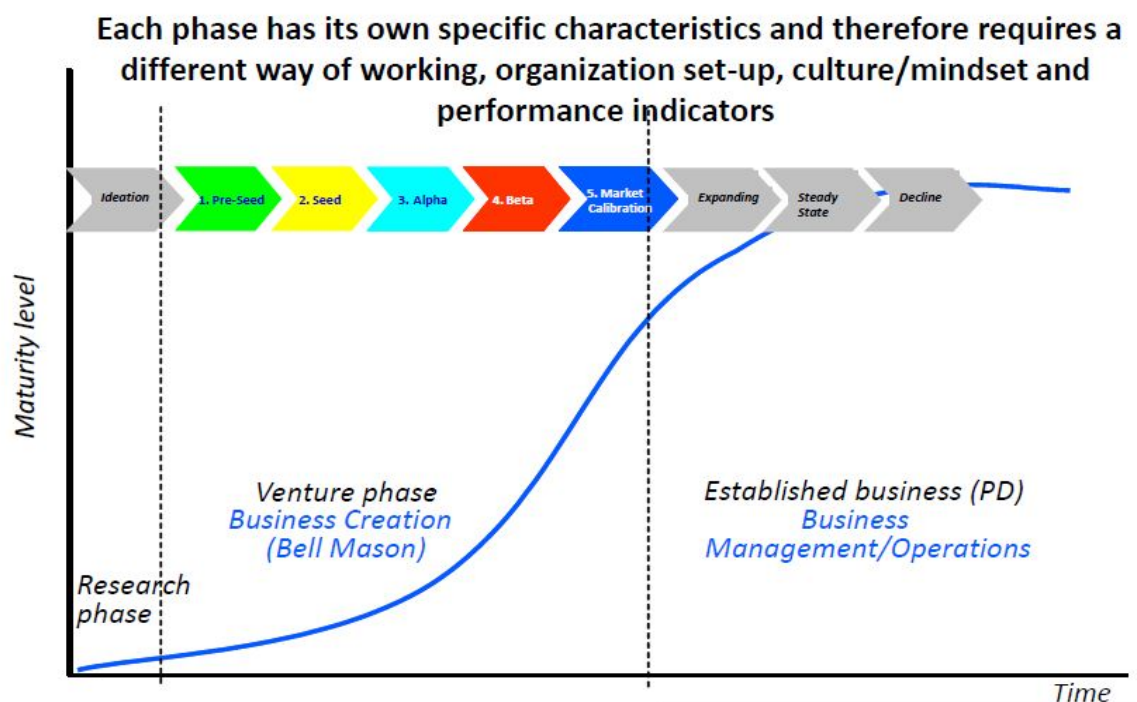 Each phase has its own specific characteristics and therefore requires a
different way of working, organization set-up, culture/mindset and
performance indicators
Ideation
1. Pre-Seed
2. Seed
3. Alpha
4. Beta
5. Market
Calibration
Expanding
Steady
State
Decline
Maturity level
Venture phase
Business Creation
(Bell Mason)
Established business (PD)
Business
Management/Operations
Research
phase
Time